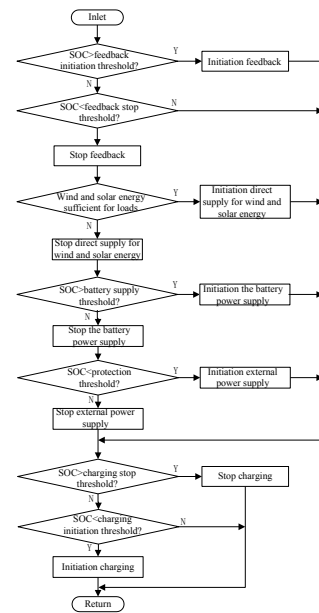 Inlet
SOC>feedback
initiation threshold?
Y
Initiation feedback
N
SOC<feedback stop
threshold?
N
Stop feedback
Wind and solar energy
sufficient for loads
Y
Initiation direct
supply for wind and
solar energy
N
Stop direct supply for
wind and solar energy
SOC>battery supply
threshold?
Y
Initiation the battery
power supply
N
Stop the battery
power supply
SOC<protection
threshold?
Y
Initiation external
power supply
N
Stop external power
supply
SOC>charging stop
threshold?
Y
Stop charging
N
SOC<charging
initiation threshold?
N
Y
Initiation charging
Return